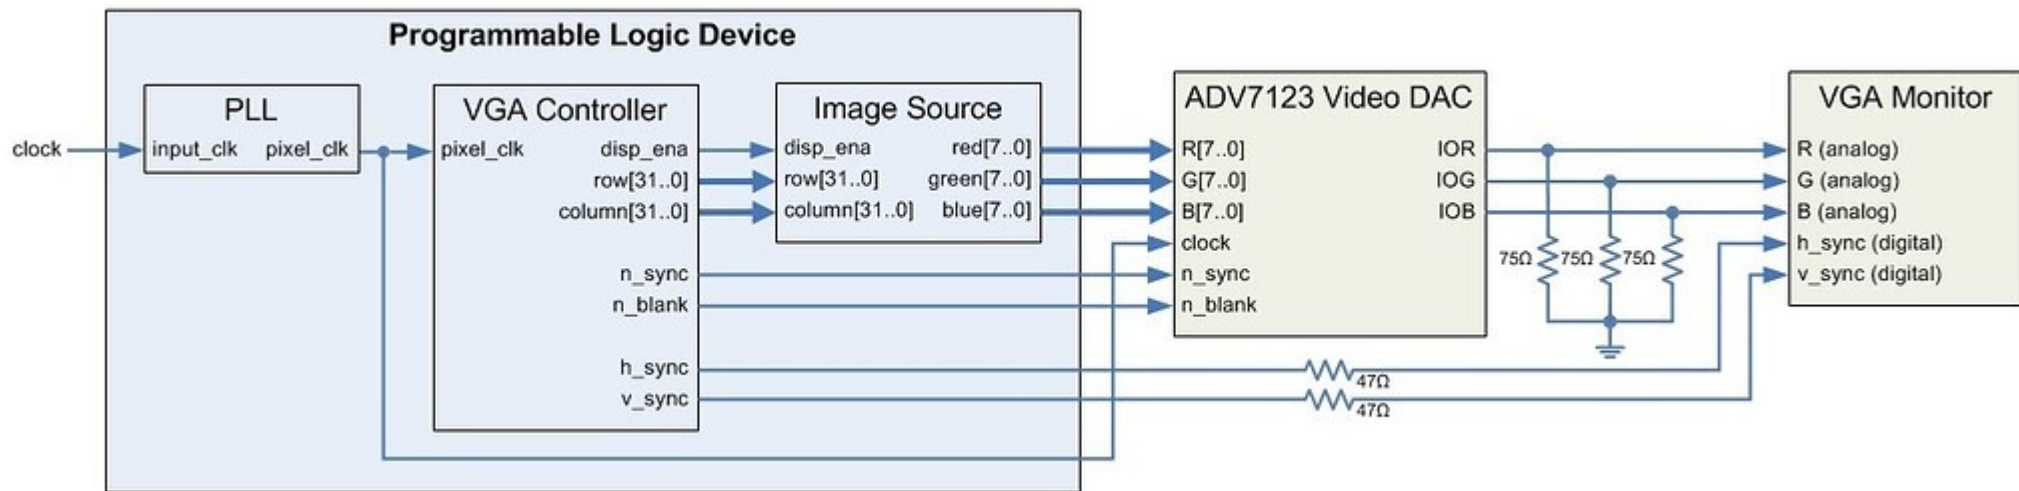 Programmable Logic Device
PLL
clock
input_clk
pixel_clk
VGA Controller
pixel_clk
disp_ena
row[31..0]
column[31..0]
n_sync
n_blank
h_sync
v_sync
Image Source
disp_ena
row[31..0]
column[31..0]
red[7..0]
green[7..0]
blue[7..0]
ADV7123 Video DAC
R[7..0]
G[7..0]
B[7..0]
clock
n_sync
n_blank
IOR
IOG
IOB
75Ω
75Ω
75Ω
47Ω
47Ω
VGA Monitor
R (analog)
G (analog)
B (analog)
h_sync (digital)
v_sync (digital)